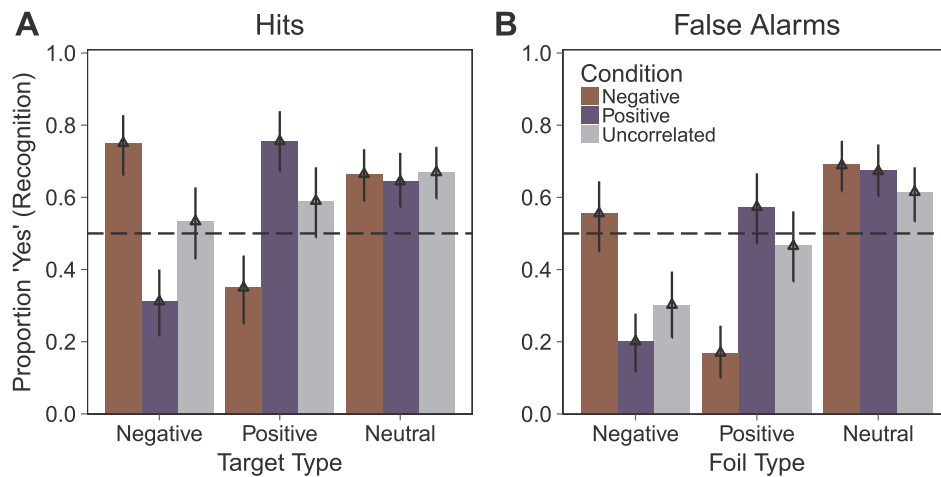 A
Hits
B
False Alarms
Proportion 'Yes' (Recognition)
1.0
0.8
0.6
0.4
0.2
0.0
Negative
Positive
Neutral
Target Type
1.0
0.8
0.6
0.4
0.2
0.0
Condition
Negative
Positive
Uncorrelated
Negative
Positive
Neutral
Foil Type